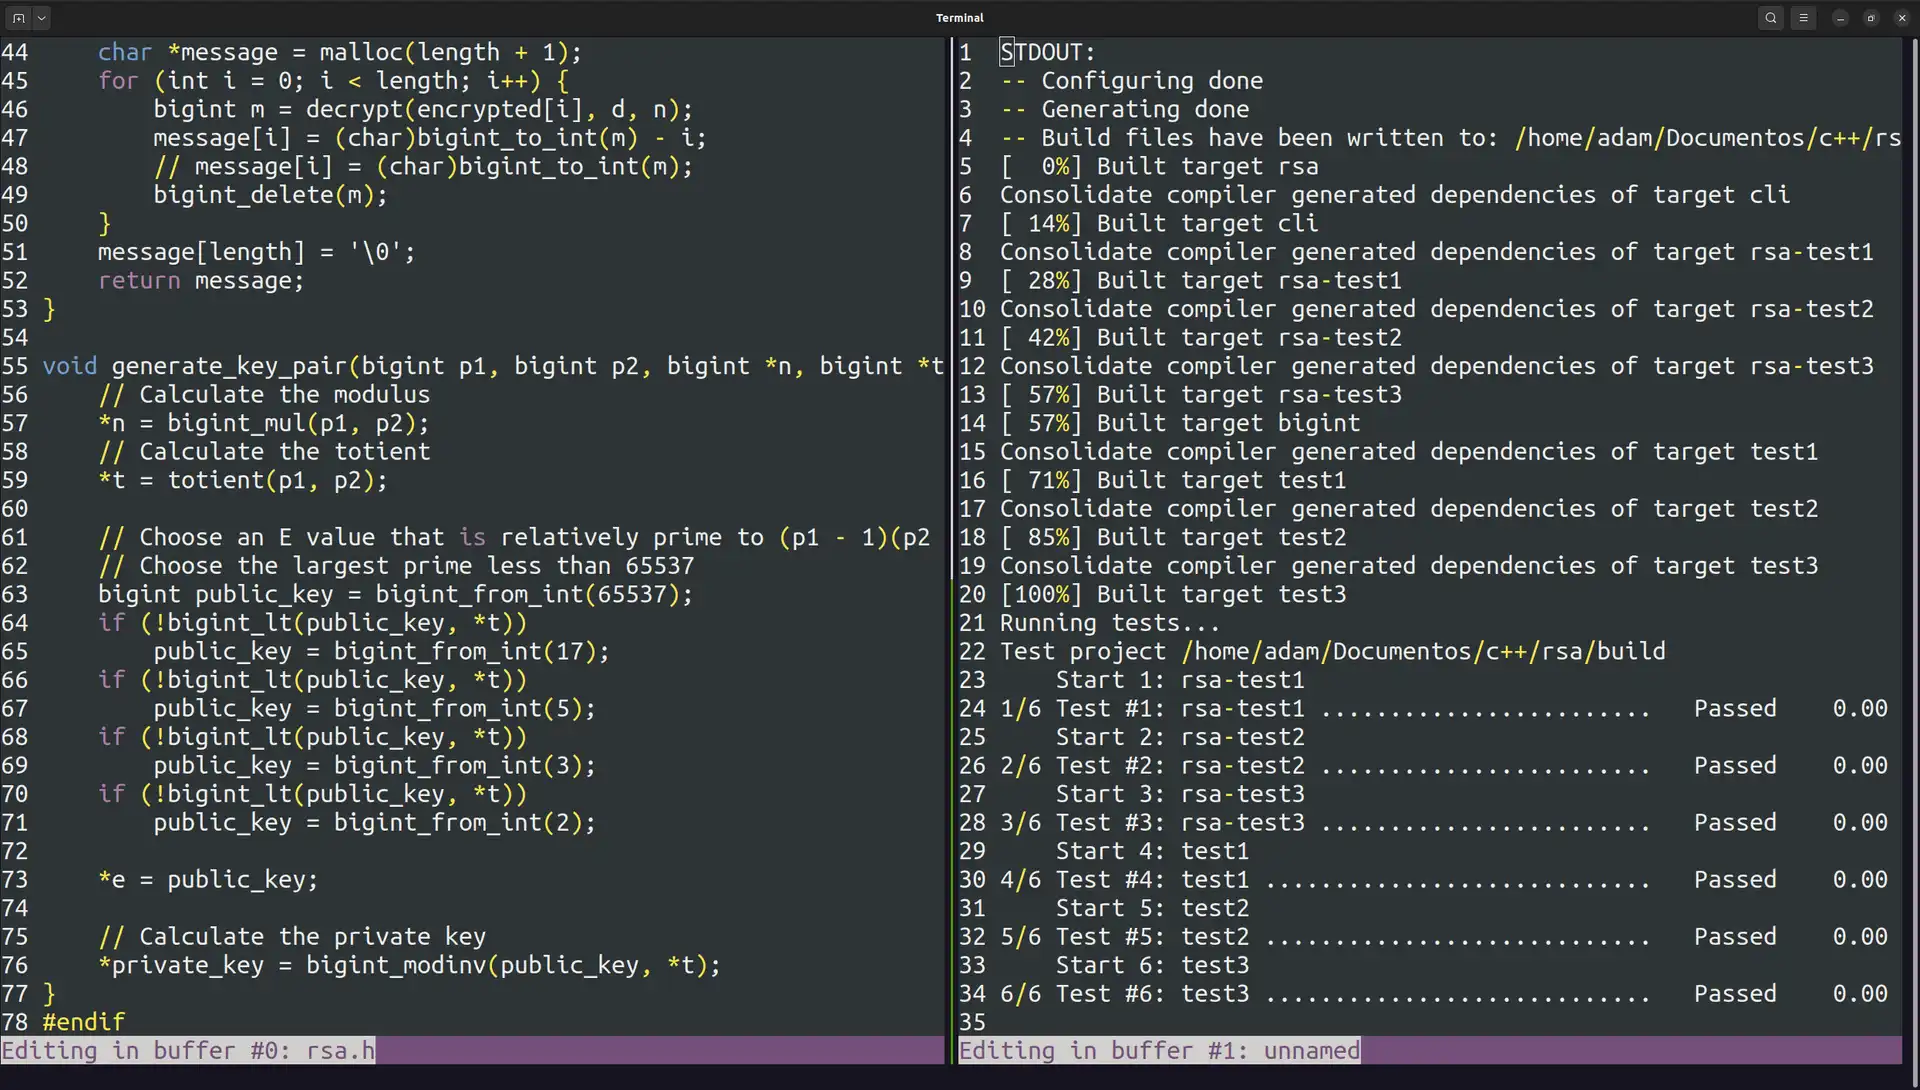 Terminal
44     char *message = malloc(length + 1);
45     for (int i = 0; i < length; i++) {
46         bigint m = decrypt(encrypted[i], d, n);
47         message[i] = (char)bigint_to_int(m) - i;
48         // message[i] = (char)bigint_to_int(m);
49         bigint_delete(m);
50     }
51     message[length] = '\0';
52     return message;
53 }
54
55 void generate_key_pair(bigint p1, bigint p2, bigint *n, bigint *t
56     // Calculate the modulus
57     *n = bigint_mul(p1, p2);
58     // Calculate the totient
59     *t = totient(p1, p2);
60
61     // Choose an E value that is relatively prime to (p1 - 1)(p2
62     // Choose the largest prime less than 65537
63     bigint public_key = bigint_from_int(65537);
64     if (!bigint_lt(public_key, *t))
65         public_key = bigint_from_int(17);
66     if (!bigint_lt(public_key, *t))
67         public_key = bigint_from_int(5);
68     if (!bigint_lt(public_key, *t))
69         public_key = bigint_from_int(3);
70     if (!bigint_lt(public_key, *t))
71         public_key = bigint_from_int(2);
72
73     *e = public_key;
74
75     // Calculate the private key
76     *private_key = bigint_modinv(public_key, *t);
77 }
78 #endif
Editing in buffer #0: rsa.h
1  STDOUT:
2  -- Configuring done
3  -- Generating done
4  -- Build files have been written to: /home/adam/Documentos/c++/rs
5  [  0%] Built target rsa
6  Consolidate compiler generated dependencies of target cli
7  [ 14%] Built target cli
8  Consolidate compiler generated dependencies of target rsa-test1
9  [ 28%] Built target rsa-test1
10 Consolidate compiler generated dependencies of target rsa-test2
11 [ 42%] Built target rsa-test2
12 Consolidate compiler generated dependencies of target rsa-test3
13 [ 57%] Built target rsa-test3
14 [ 57%] Built target bigint
15 Consolidate compiler generated dependencies of target test1
16 [ 71%] Built target test1
17 Consolidate compiler generated dependencies of target test2
18 [ 85%] Built target test2
19 Consolidate compiler generated dependencies of target test3
20 [100%] Built target test3
21 Running tests...
22 Test project /home/adam/Documentos/c++/rsa/build
23     Start 1: rsa-test1
24 1/6 Test #1: rsa-test1 ........................   Passed    0.00
25     Start 2: rsa-test2
26 2/6 Test #2: rsa-test2 ........................   Passed    0.00
27     Start 3: rsa-test3
28 3/6 Test #3: rsa-test3 ........................   Passed    0.00
29     Start 4: test1
30 4/6 Test #4: test1 ............................   Passed    0.00
31     Start 5: test2
32 5/6 Test #5: test2 ............................   Passed    0.00
33     Start 6: test3
34 6/6 Test #6: test3 ............................   Passed    0.00
35
Editing in buffer #1: unnamed